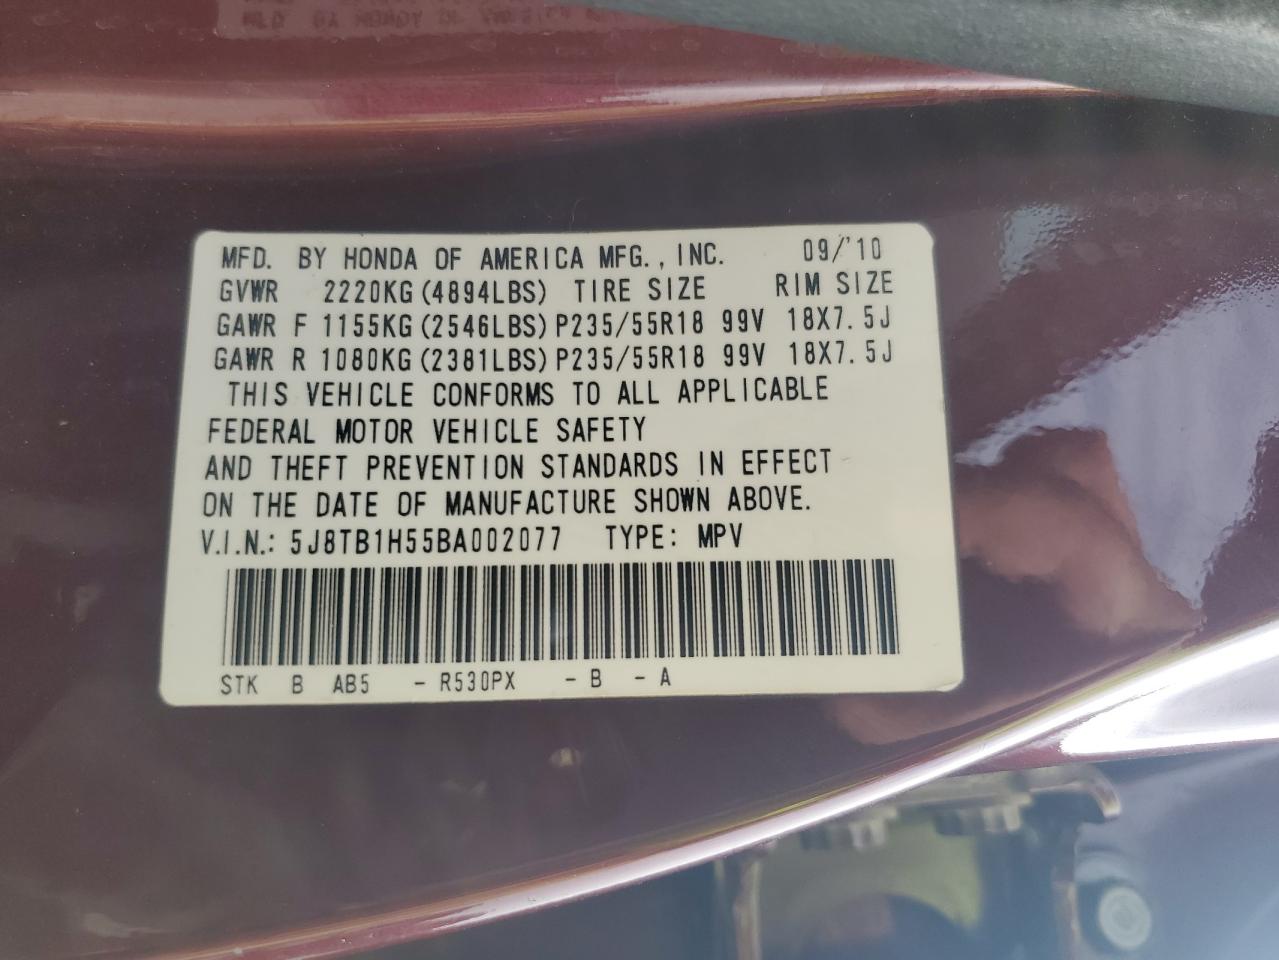 MFD. BY HONDA OF AMERICA MFG., INC. 09/'10
GVWR 2220KG(4894LBS) TIRE SIZE RIM SIZE
GAWR F 1155KG(2546LBS) P235/55R18 99V 18X7.5J
GAWR R 1080KG(2381LBS) P235/55R18 99V 18X7.5J
THIS VEHICLE CONFORMS TO ALL APPLICABLE
FEDERAL MOTOR VEHICLE SAFETY
AND THEFT PREVENTION STANDARDS IN EFFECT
ON THE DATE OF MANUFACTURE SHOWN ABOVE.
V.I.N.: 5J8TB1H55BA002077 TYPE: MPV
STK B AB5 - R530PX - B - A